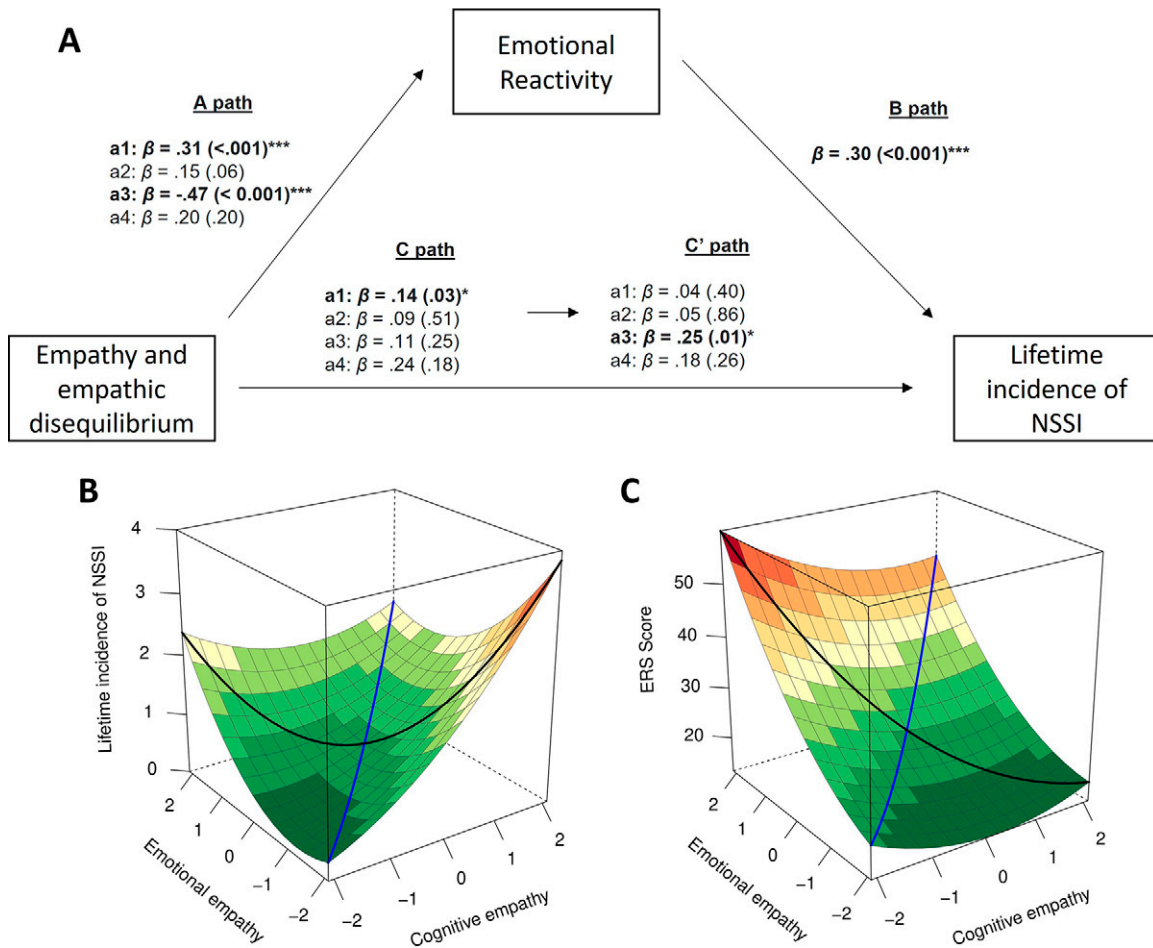 A
Emotional
Reactivity
A path
a1: β = .31 (<.001)***
a2: β = .15 (.06)
a3: β = -.47 (< 0.001)***
a4: β = .20 (.20)
B path
β = .30 (<0.001)***
C path
a1: β = .14 (.03)*
a2: β = .09 (.51)
a3: β = .11 (.25)
a4: β = .24 (.18)
C’ path
a1: β = .04 (.40)
a2: β = .05 (.86)
a3: β = .25 (.01)*
a4: β = .18 (.26)
Empathy and
empathic
disequilibrium
Lifetime
incidence of
NSSI
B
Lifetime incidence of NSSI
4
3
2
1
0
2
1
0
−1
−2
Emotional empathy
−2
−1
0
1
2
Cognitive empathy
C
ERS Score
50
40
30
20
2
1
0
−1
−2
Emotional empathy
−2
−1
0
1
2
Cognitive empathy